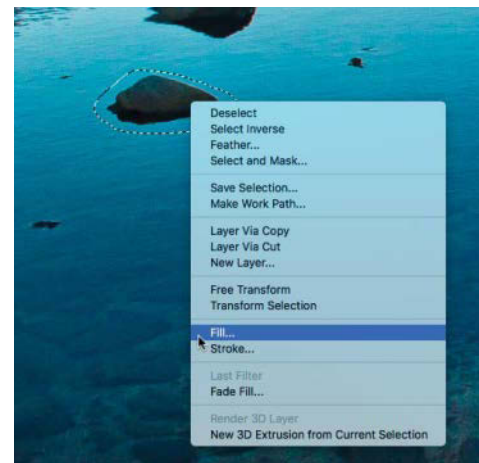 Deselect
Select Inverse
Feather...
Select and Mask...
Save Selection...
Make Work Path...
Layer Via Copy
Layer Via Cut
New Layer...
Free Transform
Transform Selection
Fill...
Stroke...
Last Filter
Fade Fill...
Render 3D Layer
New 3D Extrusion from Current Selection